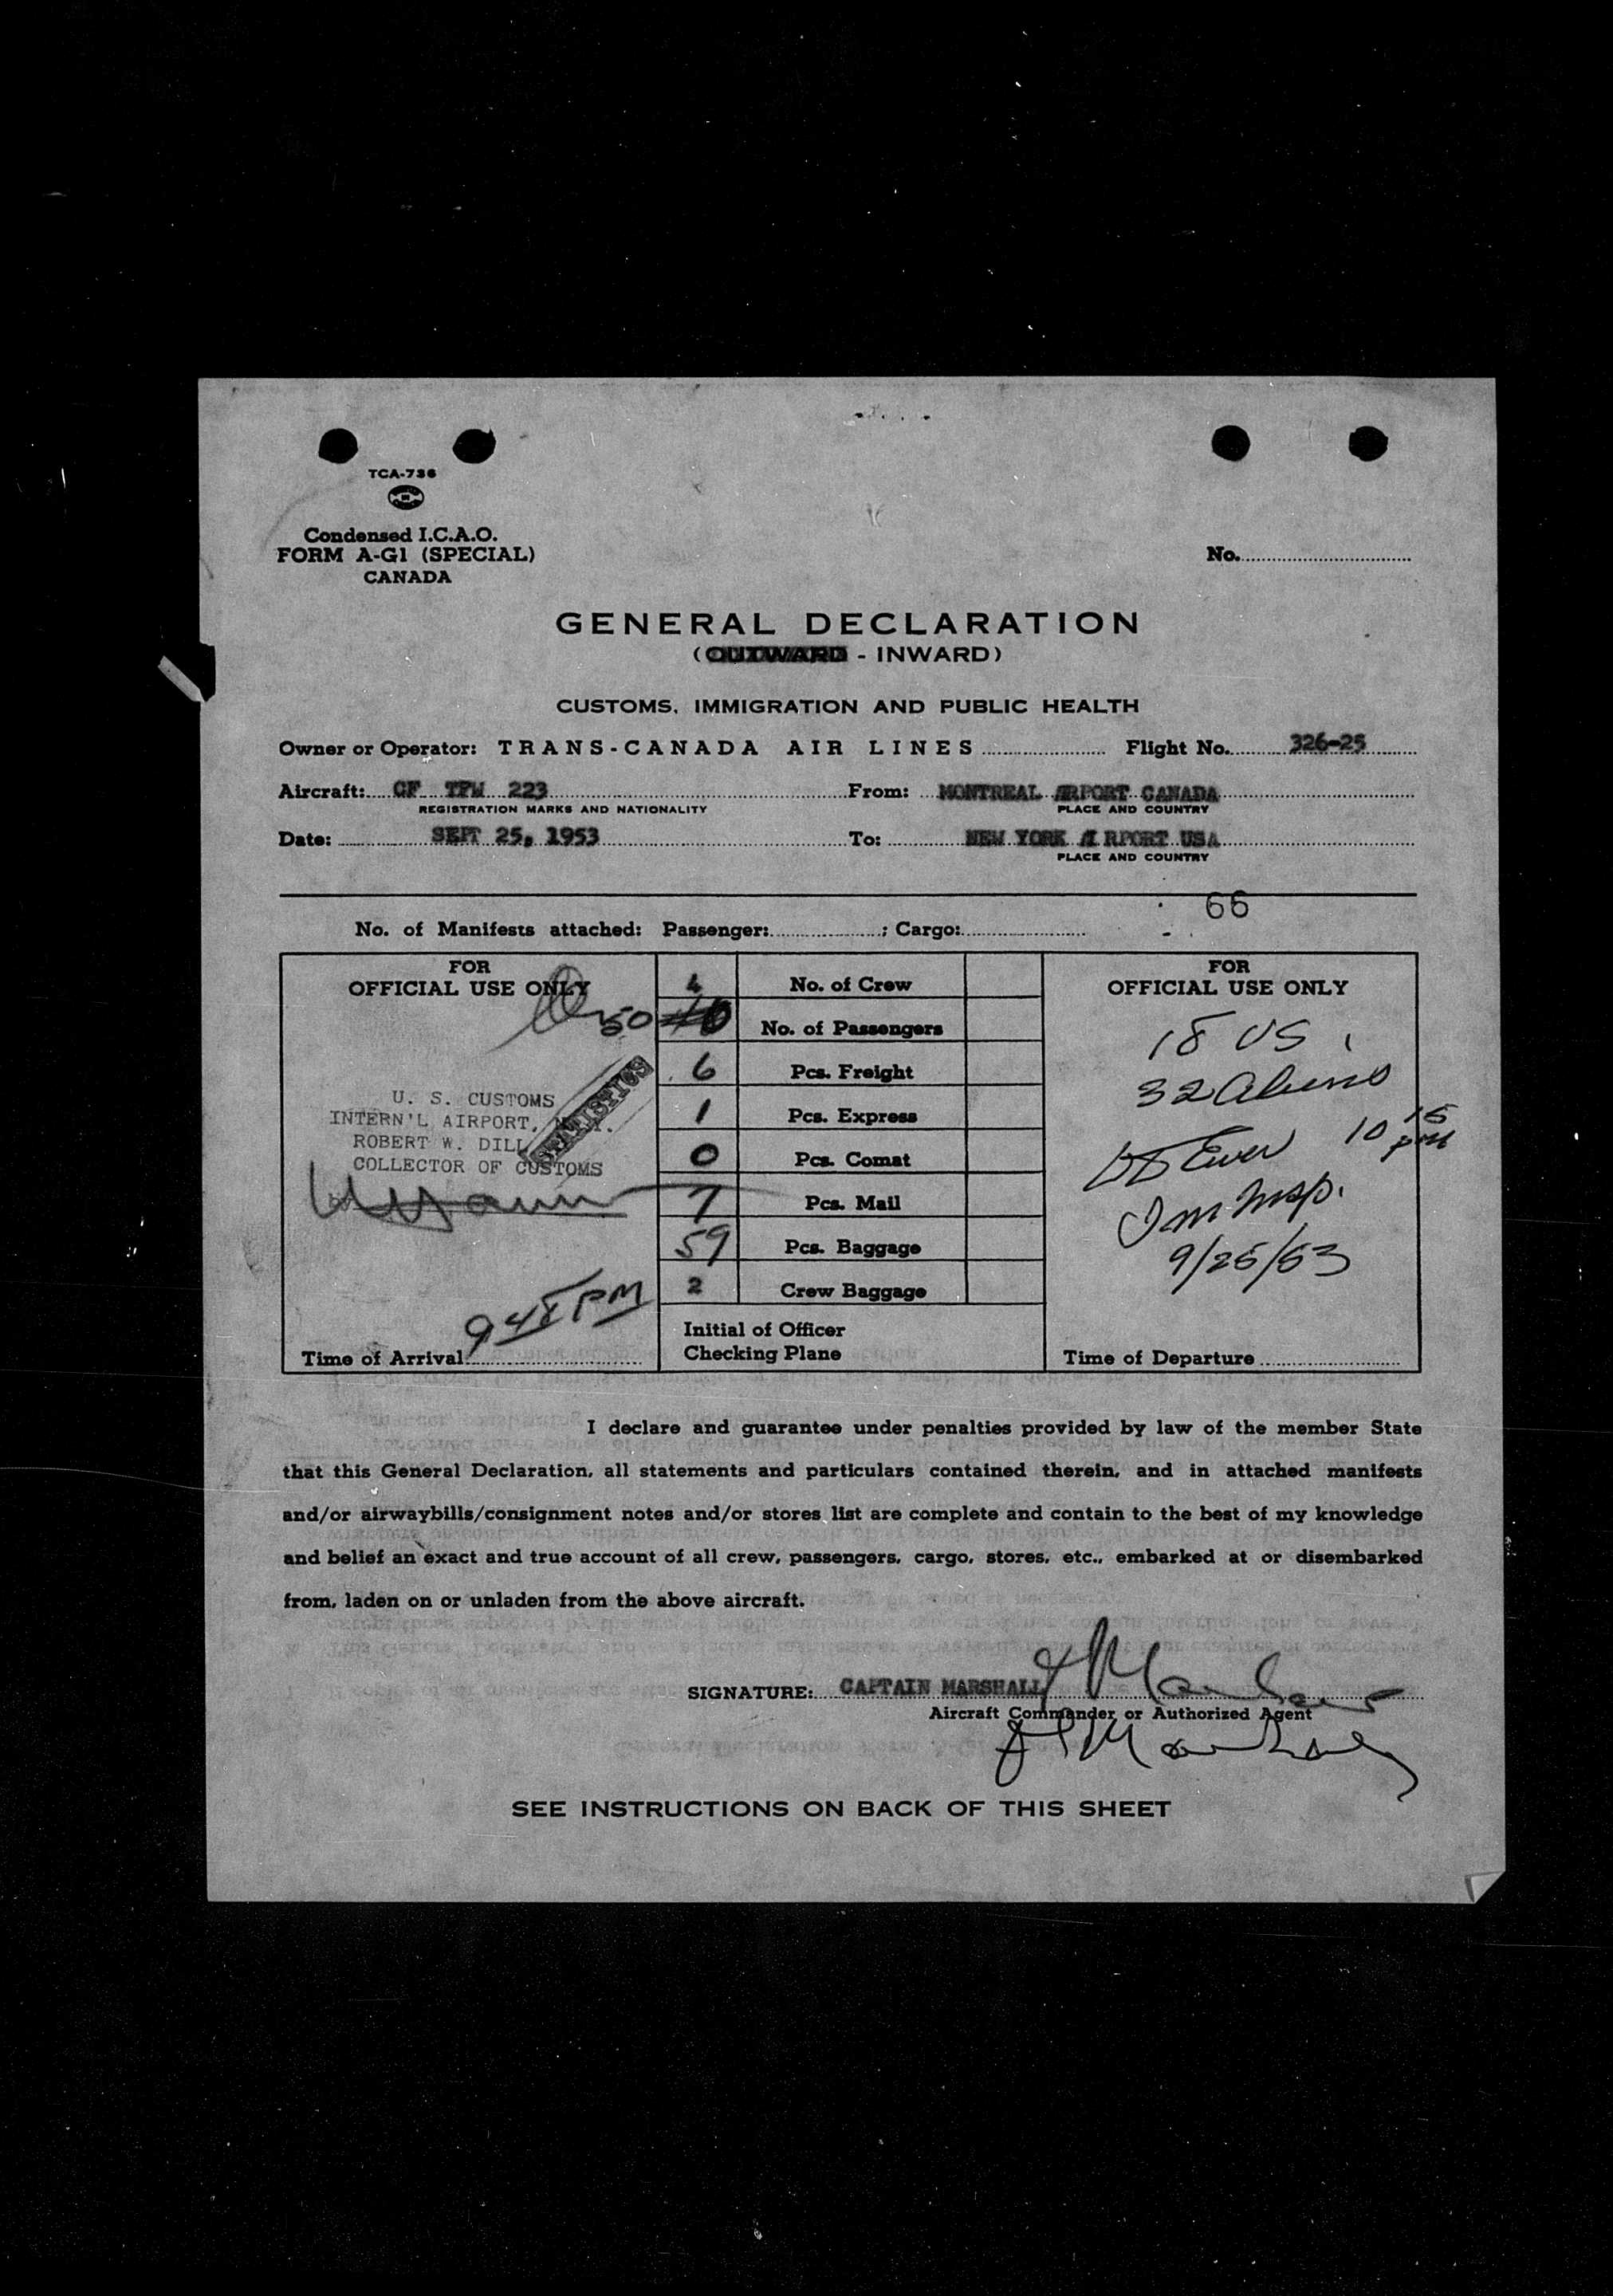 TCA-736
Condensed I.C.A.O.
FORM A-G1 (SPECIAL)
CANADA
No.
GENERAL DECLARATION
(OUTWARD - INWARD)
CUSTOMS, IMMIGRATION AND PUBLIC HEALTH
Owner or Operator: TRANS-CANADA AIR LINES Flight No. 326-25
Aircraft: CF TFW 223 From: MONTREAL AIRPORT CANADA
REGISTRATION MARKS AND NATIONALITY PLACE AND COUNTRY
Date: SEPT 25, 1953 To: NEW YORK AIRPORT USA
PLACE AND COUNTRY
66
No. of Manifests attached: Passenger: ; Cargo:
FOR
OFFICIAL USE ONLY
50
U. S. CUSTOMS
INTERN'L AIRPORT, N.Y.
ROBERT W. DILL
COLLECTOR OF CUSTOMS
STATISTICS
9 45 PM
Time of Arrival
4 No. of Crew
No. of Passengers
6 Pcs. Freight
1 Pcs. Express
0 Pcs. Comat
7 Pcs. Mail
59 Pcs. Baggage
2 Crew Baggage
Initial of Officer
Checking Plane
FOR
OFFICIAL USE ONLY
18 US
32 aliens
10 15 PM
Im Insp.
9/25/53
Time of Departure
I declare and guarantee under penalties provided by law of the member State
that this General Declaration, all statements and particulars contained therein, and in attached manifests
and/or airwaybills/consignment notes and/or stores list are complete and contain to the best of my knowledge
and belief an exact and true account of all crew, passengers, cargo, stores, etc., embarked at or disembarked
from, laden on or unladen from the above aircraft.
SIGNATURE: CAPTAIN MARSHALL
Aircraft Commander or Authorized Agent
SEE INSTRUCTIONS ON BACK OF THIS SHEET